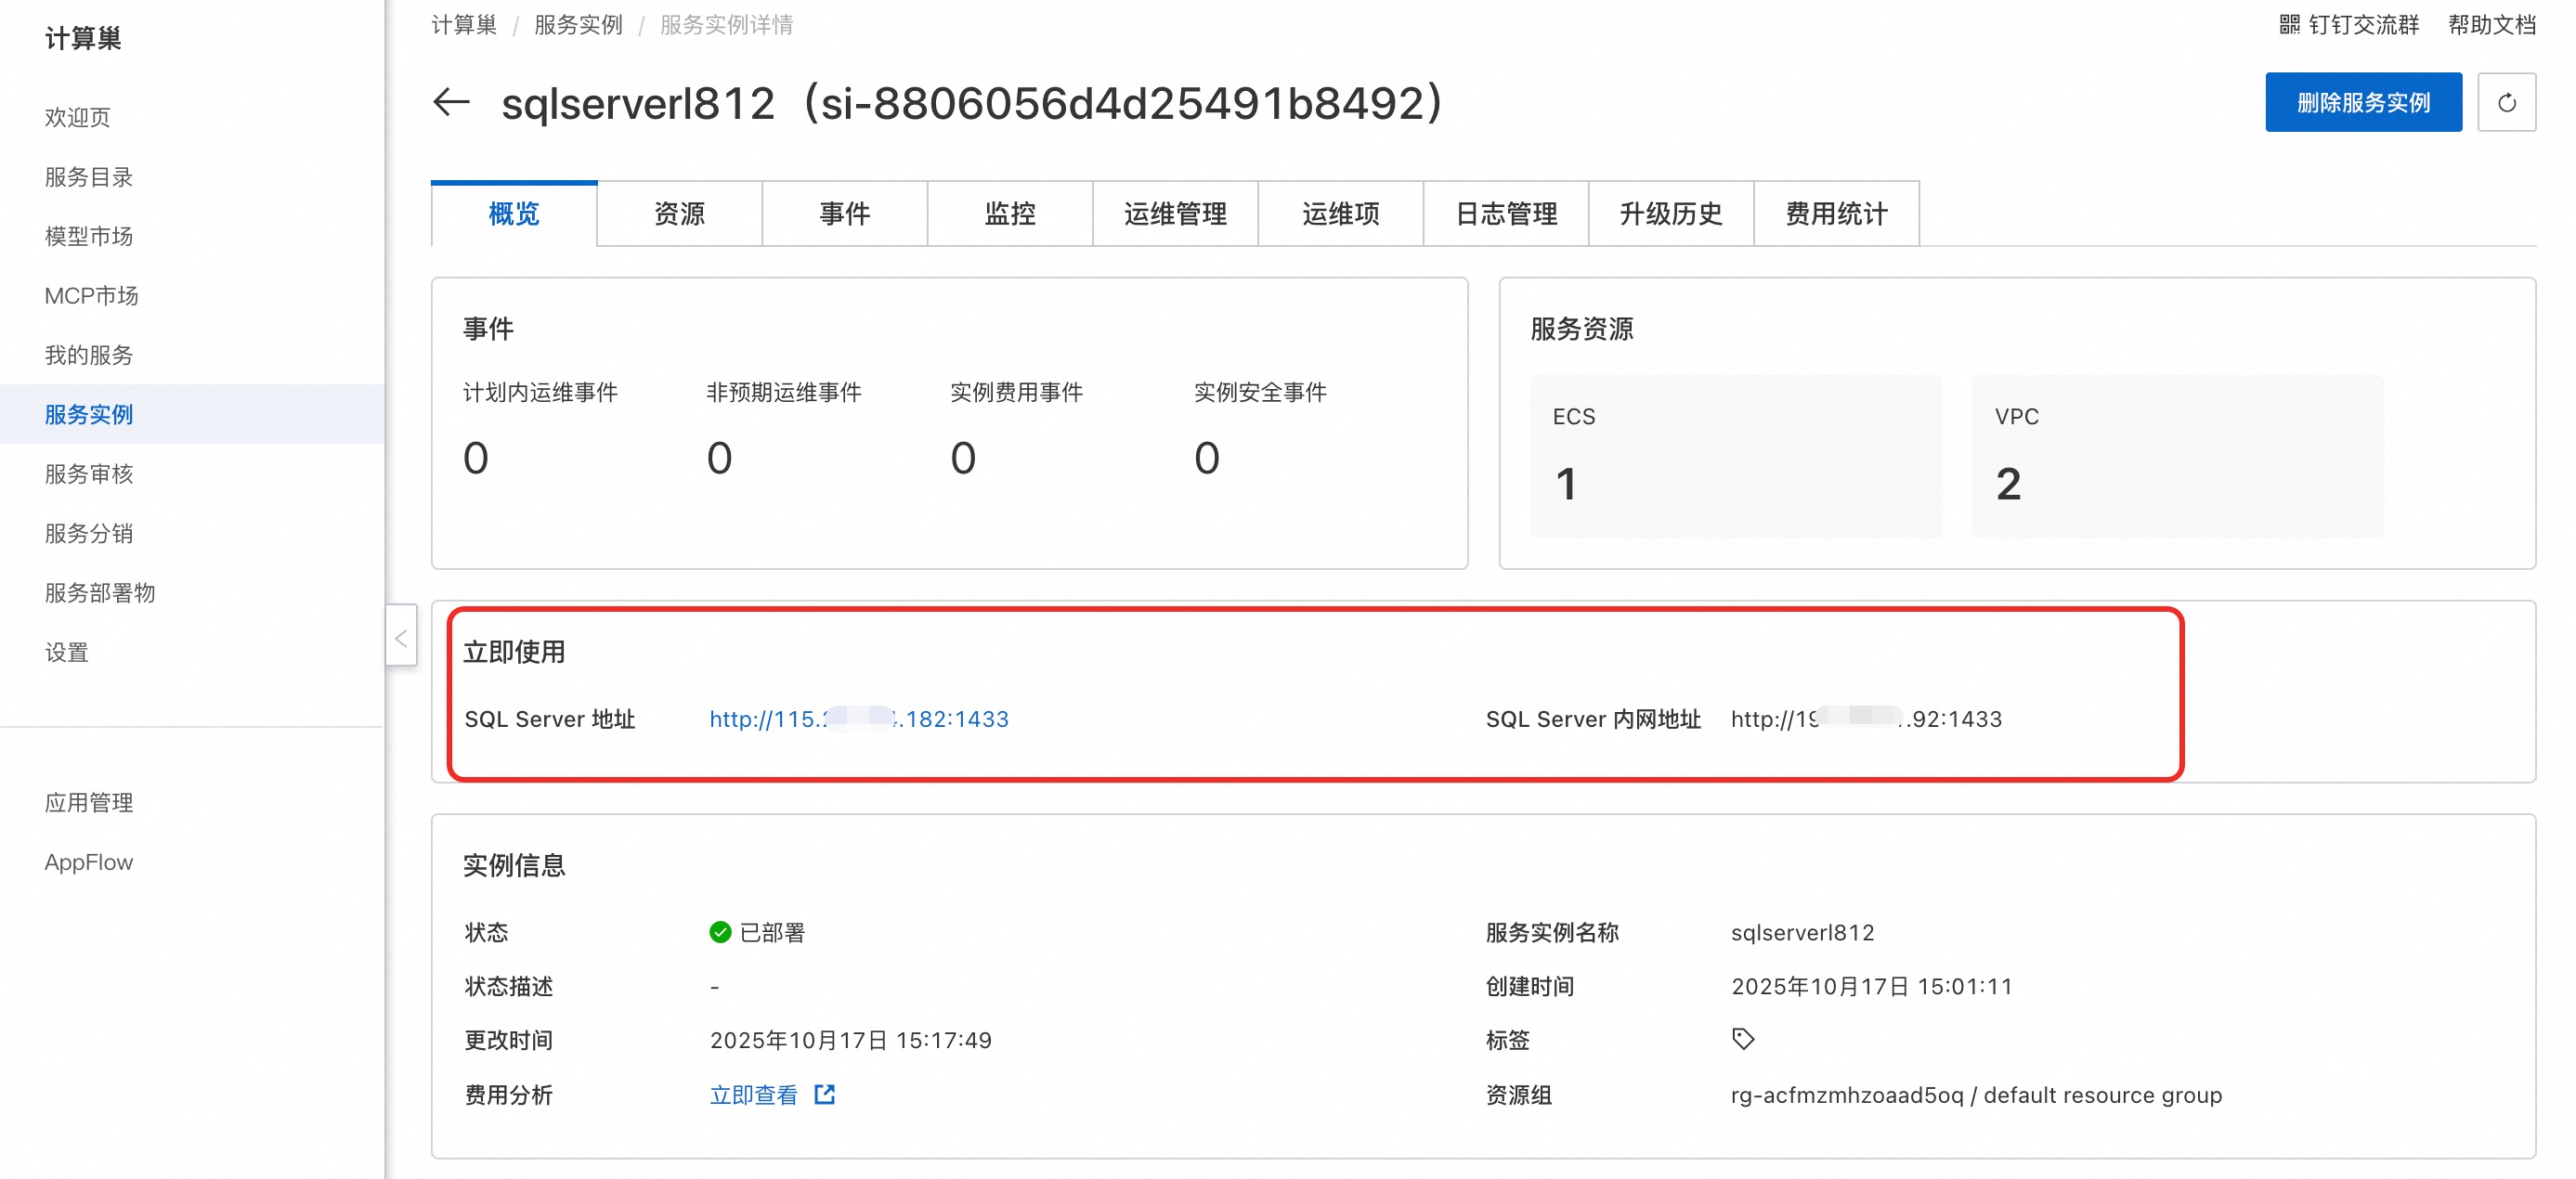 计算巢
欢迎页
服务目录
模型市场
MCP市场
我的服务
服务实例
服务审核
服务分销
服务部署物
设置
应用管理
AppFlow
计算巢 / 服务实例 / 服务实例详情
钉钉交流群 帮助文档
sqlserverl812（si-8806056d4d25491b8492）
删除服务实例
概览 资源 事件 监控 运维管理 运维项 日志管理 升级历史 费用统计
事件
计划内运维事件 非预期运维事件 实例费用事件 实例安全事件
0 0 0 0
服务资源
ECS VPC
1 2
立即使用
SQL Server 地址 http://115. .182:1433 SQL Server 内网地址 http://19 .92:1433
实例信息
状态 已部署 服务实例名称 sqlserverl812
状态描述 - 创建时间 2025年10月17日 15:01:11
更改时间 2025年10月17日 15:17:49 标签
费用分析 立即查看 资源组 rg-acfmzmhzoaad5oq / default resource group